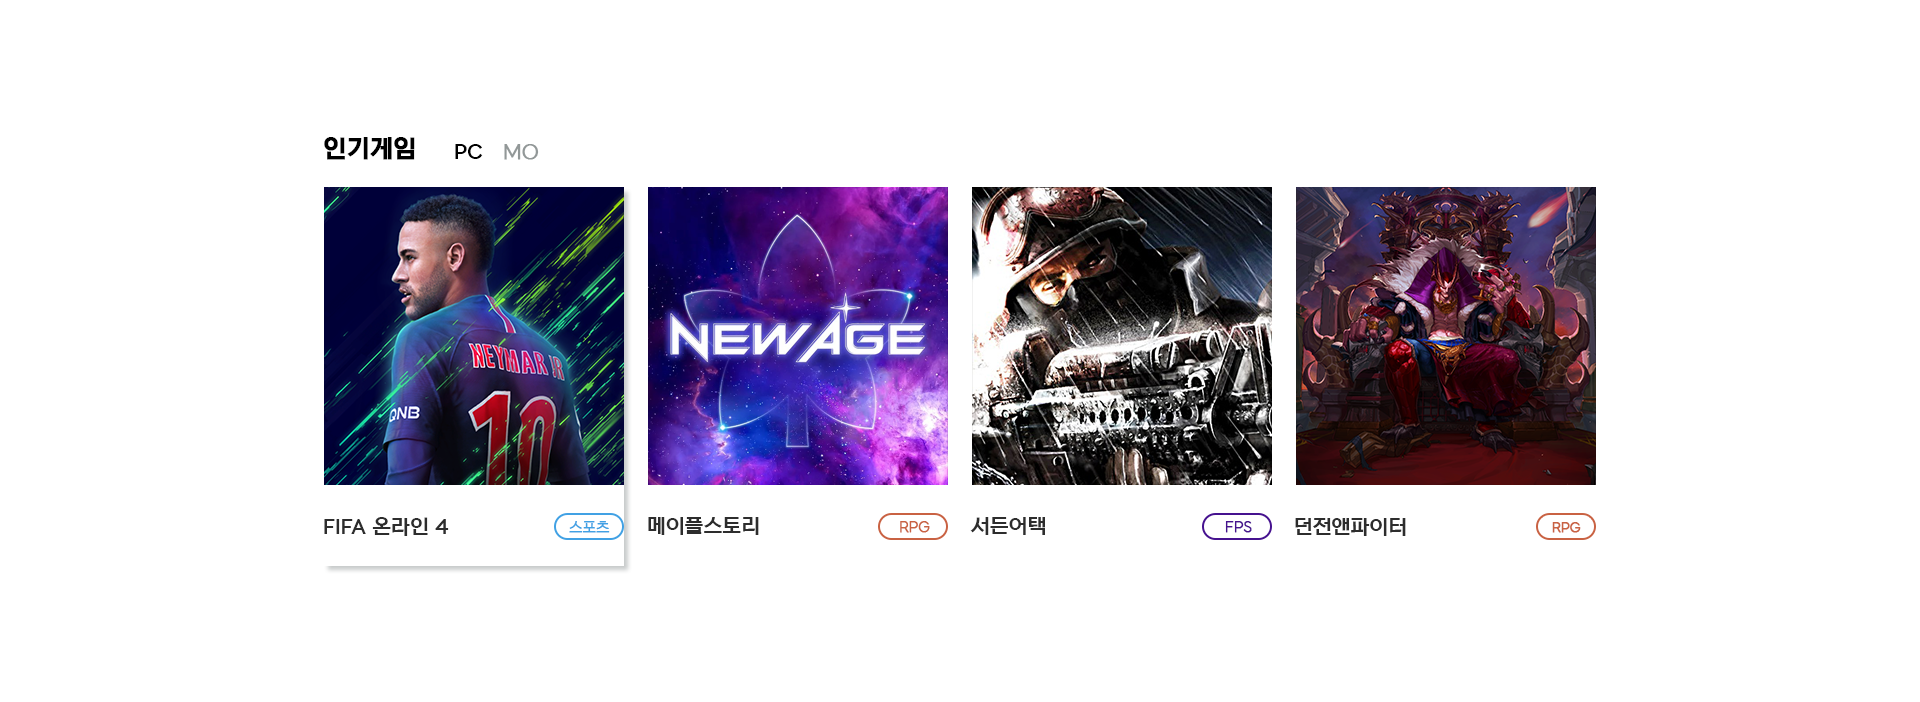 인기게임 PC MO
NEYMAR JR
10
QNB
NEWAGE
FIFA 온라인 4 스포츠
메이플스토리 RPG
서든어택 FPS
던전앤파이터 RPG